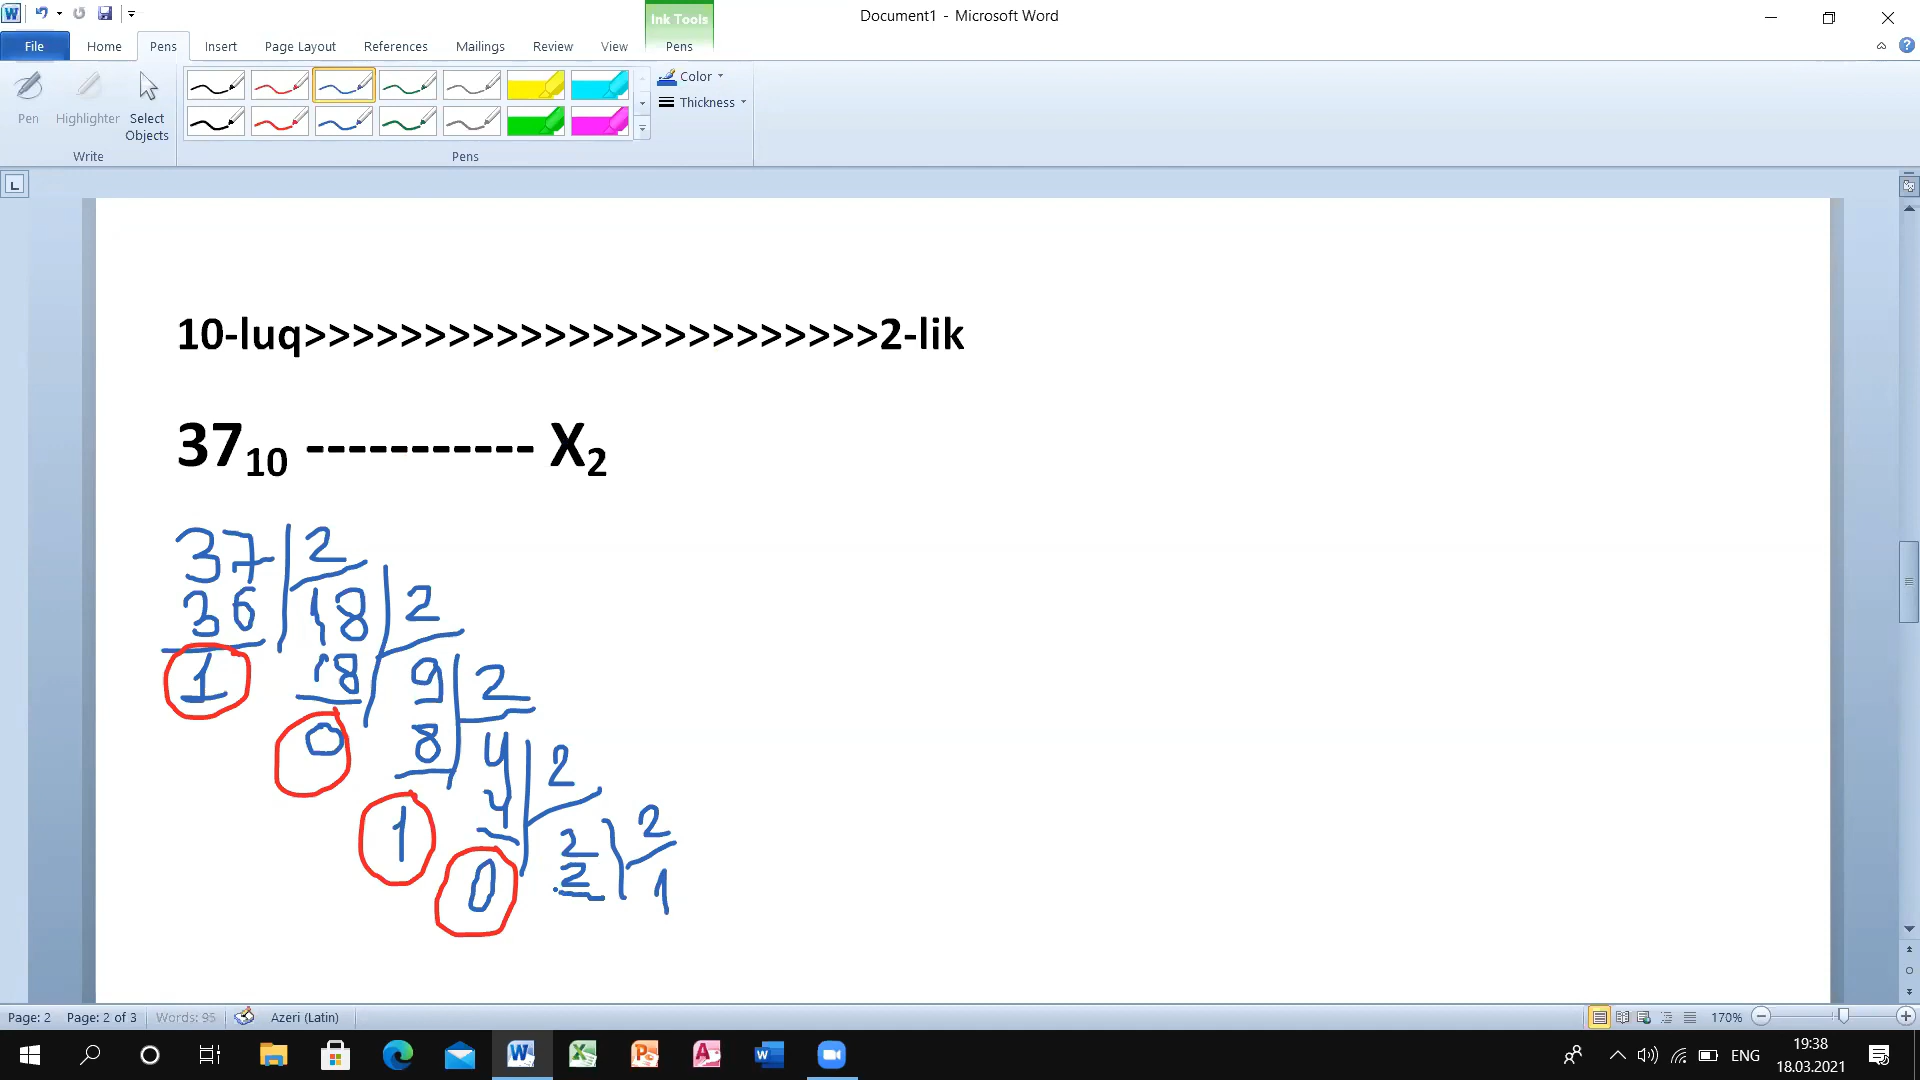 Document1 - Microsoft Word
Ink Tools
File Home Pens Insert Page Layout References Mailings Review View Pens
Color
Thickness
Pen Highlighter Select Objects
Write Pens
10-luq>>>>>>>>>>>>>>>>>>>>>>>>2-lik
37₁₀ ----------- X₂
37 2
36 18 2
1 18 9 2
0 8 4 2
1 4 2 2
0 2 1
Page: 2 Page: 2 of 3 Words: 95 Azeri (Latin) 170%
ENG 19:38
18.03.2021